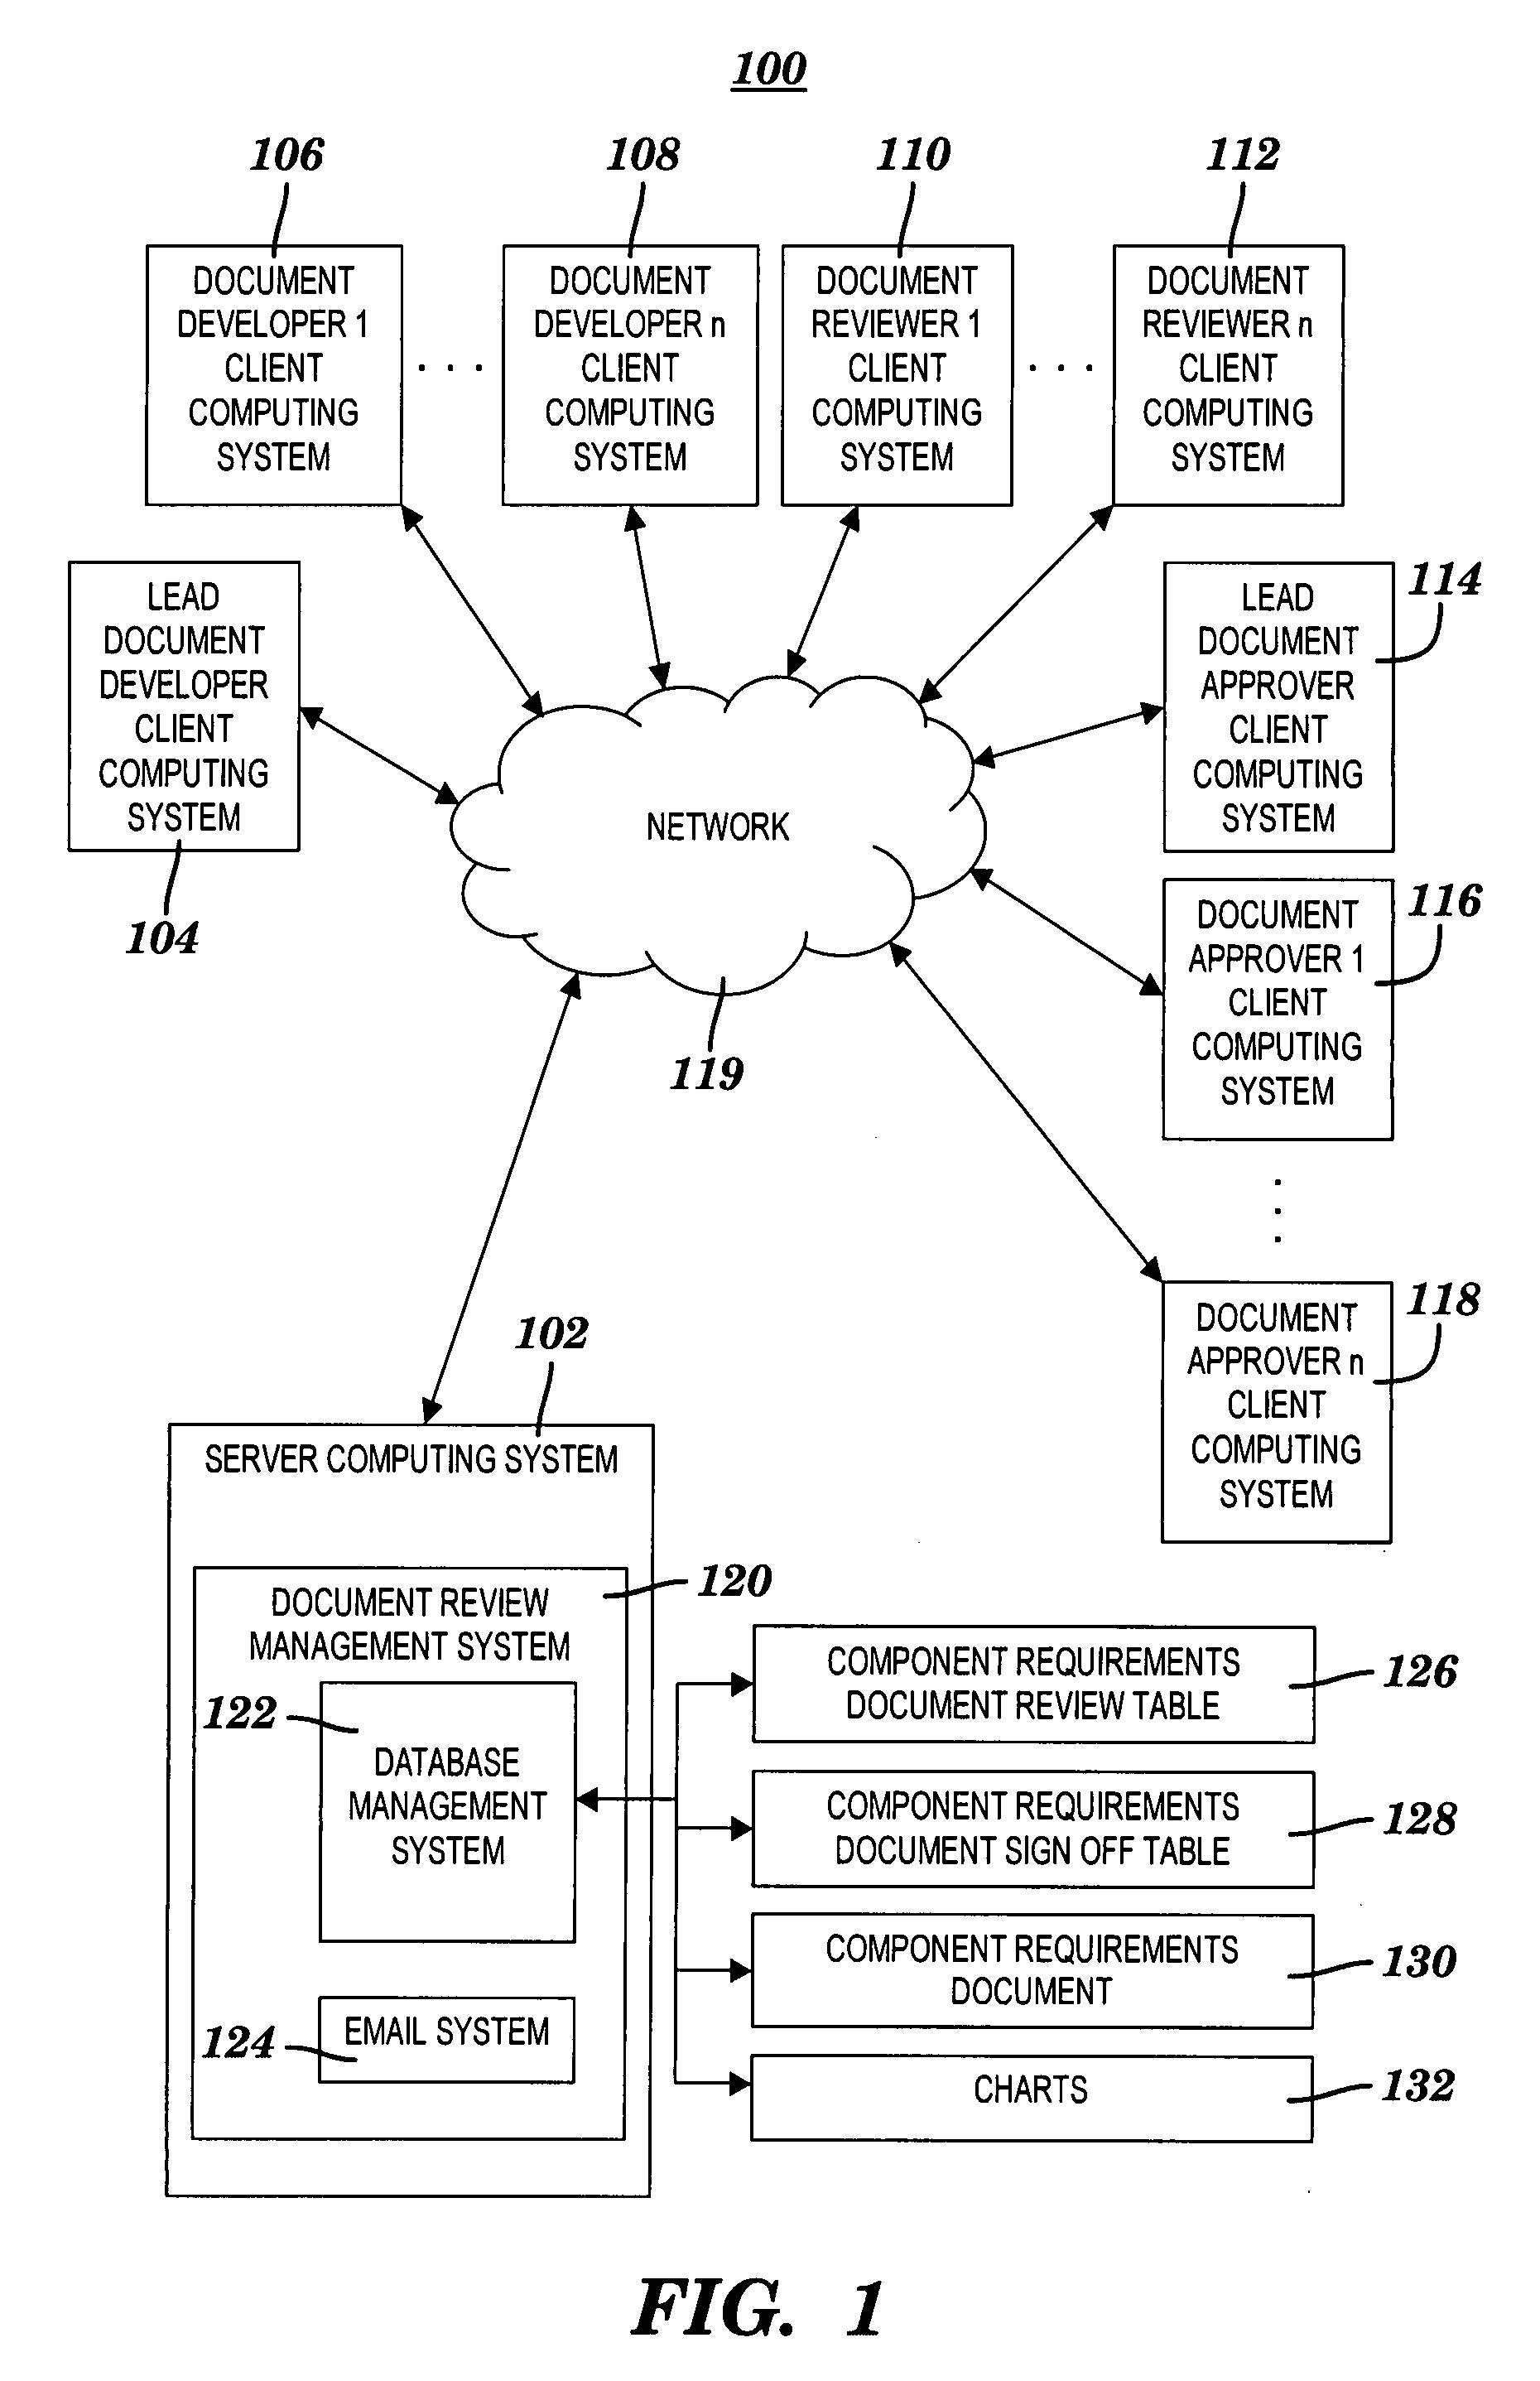 100
106
108
110
112
DOCUMENT
DEVELOPER 1
CLIENT
COMPUTING
SYSTEM
. . .
DOCUMENT
DEVELOPER n
CLIENT
COMPUTING
SYSTEM
DOCUMENT
REVIEWER 1
CLIENT
COMPUTING
SYSTEM
. . .
DOCUMENT
REVIEWER n
CLIENT
COMPUTING
SYSTEM
LEAD
DOCUMENT
DEVELOPER
CLIENT
COMPUTING
SYSTEM
104
NETWORK
119
LEAD
DOCUMENT
APPROVER
CLIENT
COMPUTING
SYSTEM
114
DOCUMENT
APPROVER 1
CLIENT
COMPUTING
SYSTEM
116
DOCUMENT
APPROVER n
CLIENT
COMPUTING
SYSTEM
118
102
SERVER COMPUTING SYSTEM
DOCUMENT REVIEW
MANAGEMENT SYSTEM
120
122
DATABASE
MANAGEMENT
SYSTEM
124
EMAIL SYSTEM
COMPONENT REQUIREMENTS
DOCUMENT REVIEW TABLE
126
COMPONENT REQUIREMENTS
DOCUMENT SIGN OFF TABLE
128
COMPONENT REQUIREMENTS
DOCUMENT
130
CHARTS
132
FIG. 1